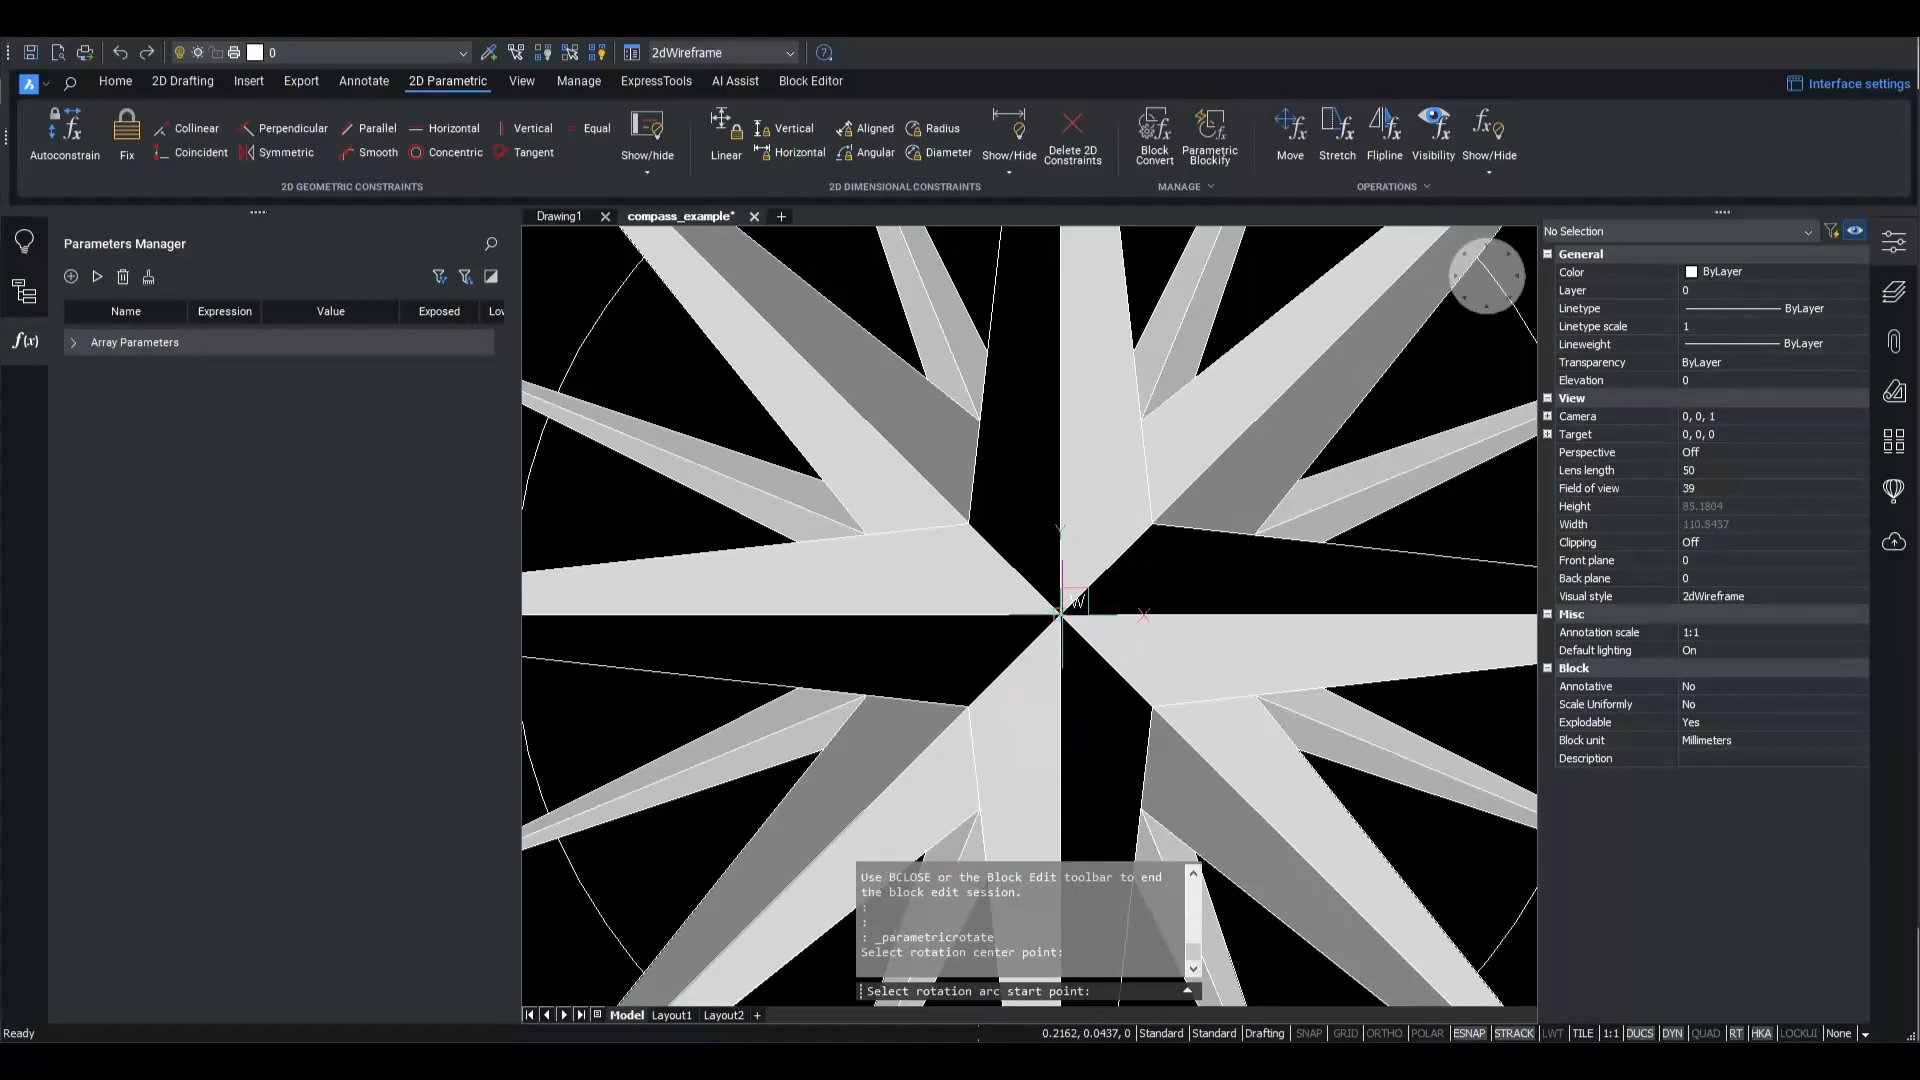 0
2dWireframe
Home
2D Drafting
Insert
Export
Annotate
2D Parametric
View
Manage
ExpressTools
AI Assist
Block Editor
Interface settings
Autoconstrain
Fix
Collinear
Perpendicular
Parallel
Horizontal
Vertical
Equal
Coincident
Symmetric
Smooth
Concentric
Tangent
Show/hide
2D GEOMETRIC CONSTRAINTS
Linear
Vertical
Aligned
Radius
Horizontal
Angular
Diameter
Show/Hide
Delete 2D
Constraints
2D DIMENSIONAL CONSTRAINTS
Block
Convert
Parametric
Blockify
MANAGE
Move
Stretch
Flipline
Visibility
Show/Hide
OPERATIONS
Drawing1
compass_example*
Parameters Manager
Name
Expression
Value
Exposed
Lov
f(x)
Array Parameters
Y
W
X
Use BCLOSE or the Block Edit toolbar to end
the block edit session.
:
:
: _parametricrotate
Select rotation center point:
Select rotation arc start point:
No Selection
General
Color ByLayer
Layer 0
Linetype ByLayer
Linetype scale 1
Lineweight ByLayer
Transparency ByLayer
Elevation 0
View
Camera 0, 0, 1
Target 0, 0, 0
Perspective Off
Lens length 50
Field of view 39
Height 85.1804
Width 110.8437
Clipping Off
Front plane 0
Back plane 0
Visual style 2dWireframe
Misc
Annotation scale 1:1
Default lighting On
Block
Annotative No
Scale Uniformly No
Explodable Yes
Block unit Millimeters
Description
Model
Layout1
Layout2
Ready
0.2162, 0.0437, 0
Standard
Standard
Drafting
SNAP
GRID
ORTHO
POLAR
ESNAP
STRACK
LWT
TILE
1:1
DUCS
DYN
QUAD
RT
HKA
LOCKUI
None